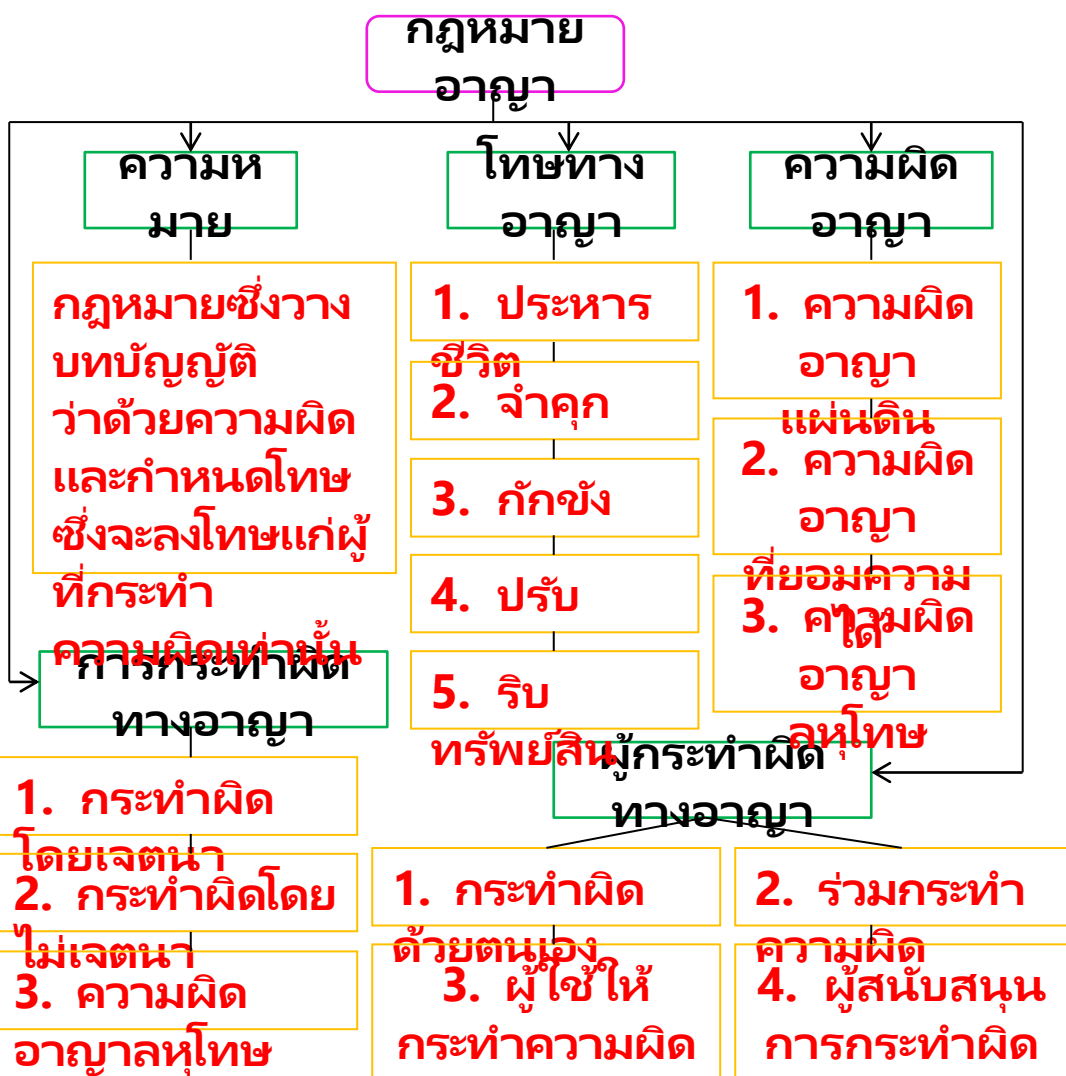 กฎหมาย
อาญา
ความห
มาย
กฎหมายซึ่งวาง
บทบัญญัติ
ว่าด้วยความผิด
และกำหนดโทษ
ซึ่งจะลงโทษแก่ผู้
ที่กระทำ
ความผิดเท่านั้น
โทษทาง
อาญา
1. ประหาร
ชีวิต
2. จำคุก
3. กักขัง
4. ปรับ
5. ริบ
ทรัพย์สิน
ความผิด
อาญา
1. ความผิด
อาญา
แผ่นดิน
2. ความผิด
อาญา
ที่ยอมความ
ได้
3. ความผิด
อาญา
ลหุโทษ
การกระทำผิด
ทางอาญา
1. กระทำผิด
โดยเจตนา
2. กระทำผิดโดย
ไม่เจตนา
3. ความผิด
อาญาลหุโทษ
ผู้กระทำผิด
ทางอาญา
1. กระทำผิด
ด้วยตนเอง
2. ร่วมกระทำ
ความผิด
3. ผู้ใช้ให้
กระทำความผิด
4. ผู้สนับสนุน
การกระทำผิด